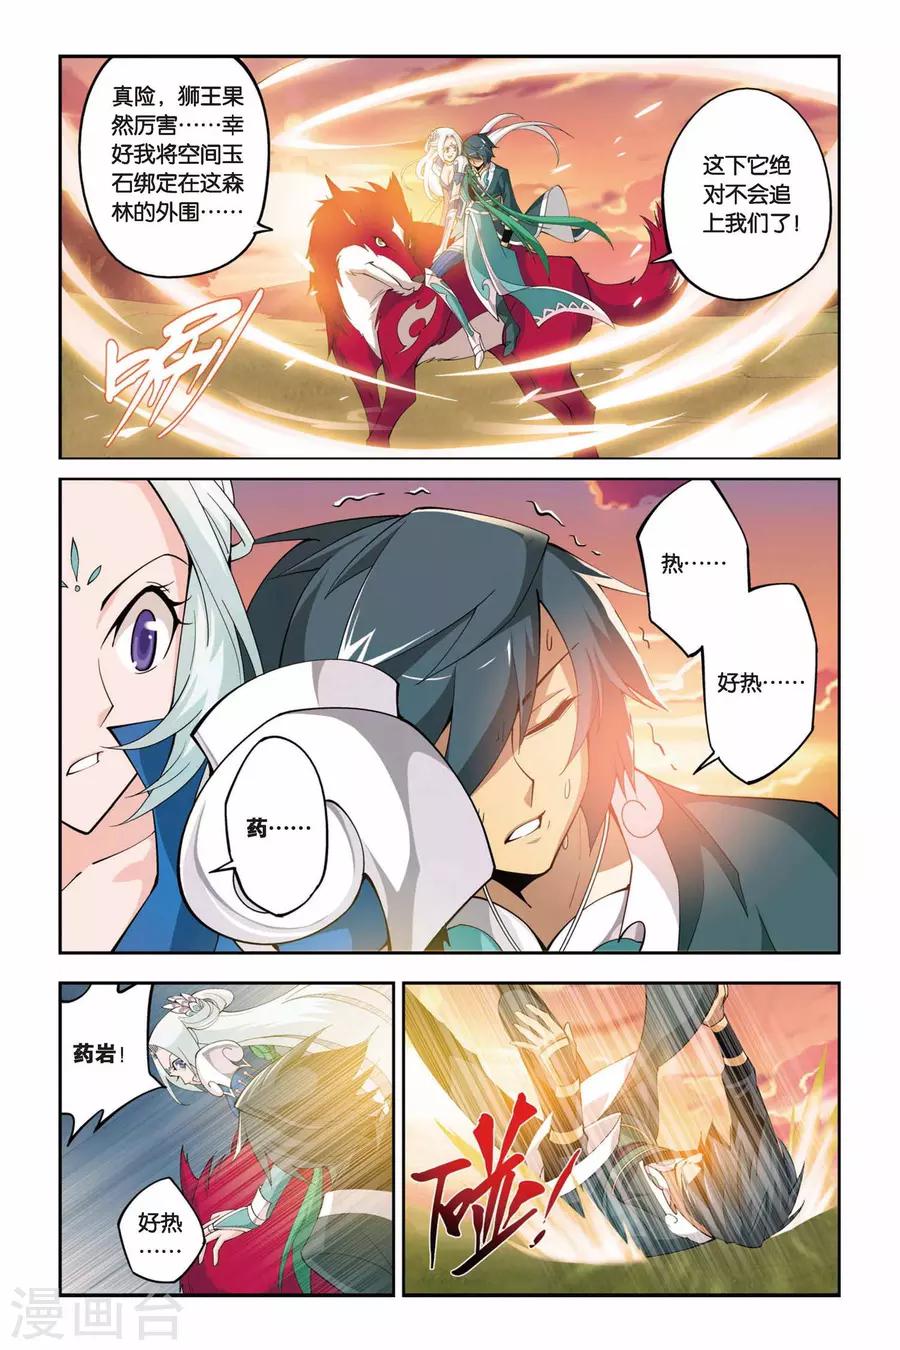 真险，狮王果
然厉害……幸
好我将空间玉
石绑定在这森
林的外围……
这下它绝
对不会追
上我们了！
唰
热……
好热……
药……
药岩！
好热
……
碰！
漫画台